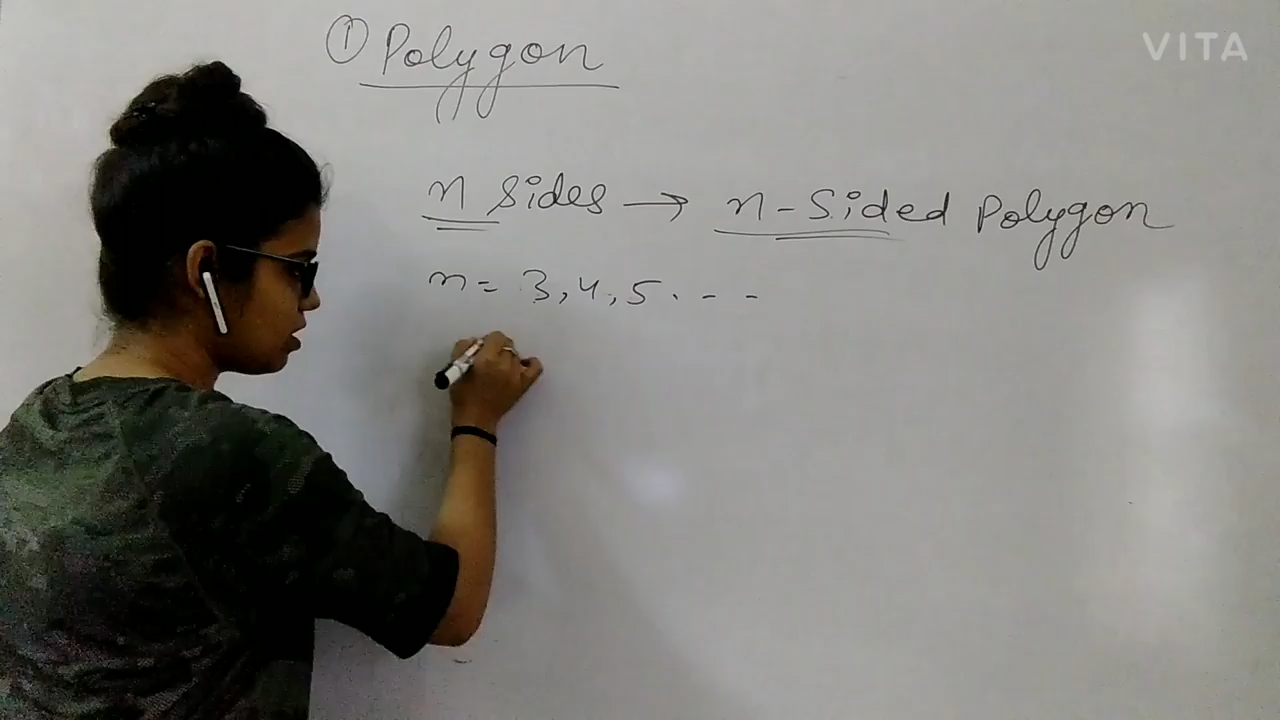 ① Polygon
VITA
n sides → n-Sided Polygon
n = 3, 4, 5. - -